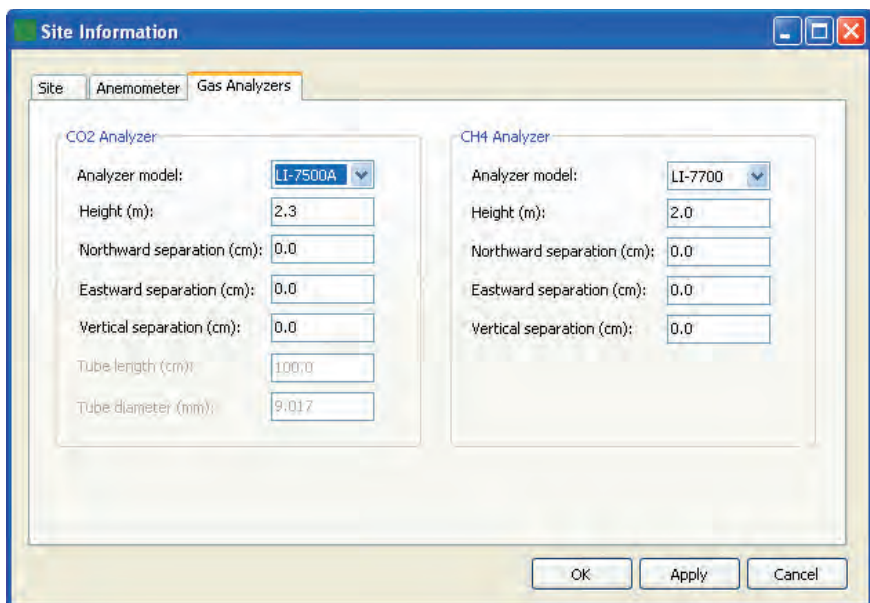 Site Information
Site Anemometer Gas Analyzers
CO2 Analyzer
Analyzer model: LI-7500A
Height (m): 2.3
Northward separation (cm): 0.0
Eastward separation (cm): 0.0
Vertical separation (cm): 0.0
Tube length (cm): 100.0
Tube diameter (mm): 9.017
CH4 Analyzer
Analyzer model: LI-7700
Height (m): 2.0
Northward separation (cm): 0.0
Eastward separation (cm): 0.0
Vertical separation (cm): 0.0
OK Apply Cancel